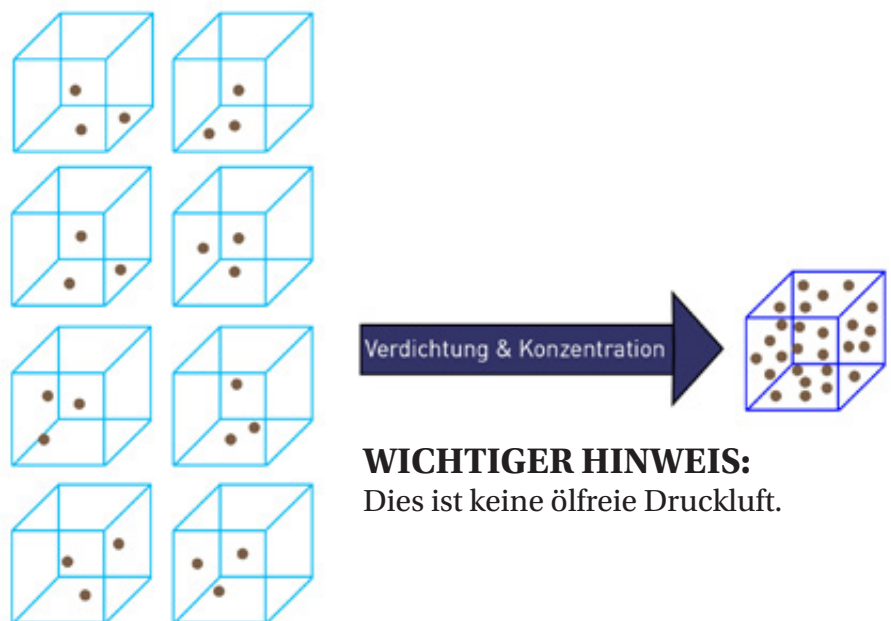 Verdichtung & Konzentration
WICHTIGER HINWEIS:
Dies ist keine ölfreie Druckluft.